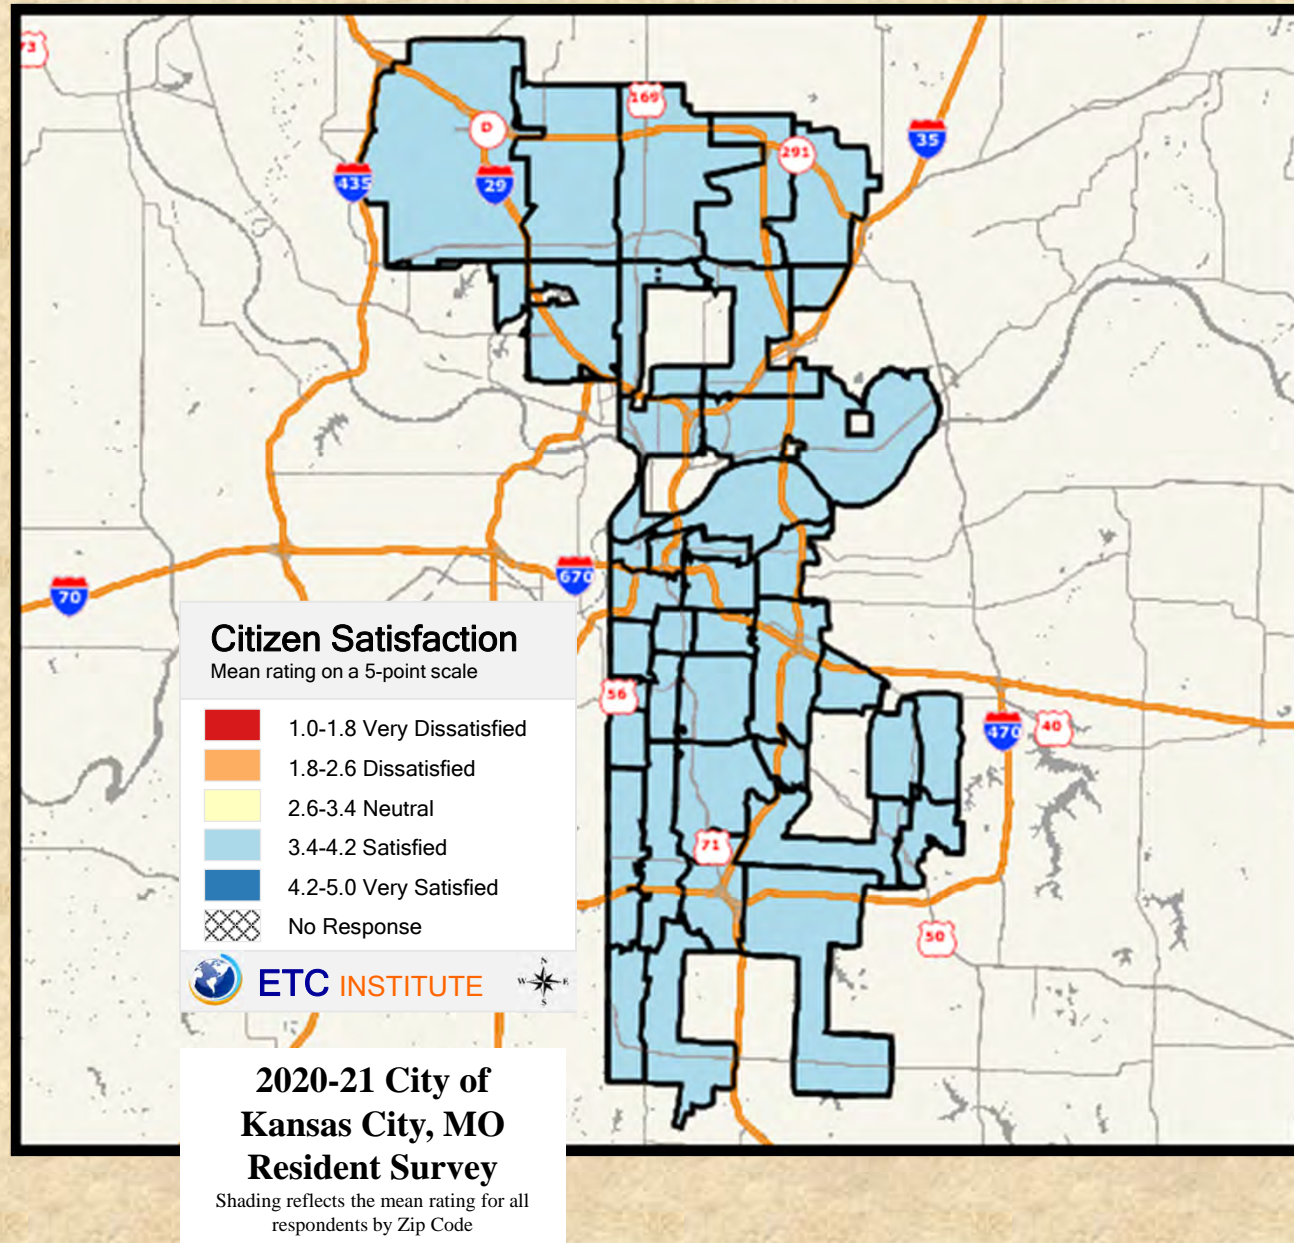 73
169
D
291
35
435
29
70
670
Citizen Satisfaction
Mean rating on a 5-point scale
56
1.0-1.8 Very Dissatisfied
470
40
1.8-2.6 Dissatisfied
2.6-3.4 Neutral
3.4-4.2 Satisfied
71
4.2-5.0 Very Satisfied
No Response
50
ETC INSTITUTE
N
W E
S
2020-21 City of
Kansas City, MO
Resident Survey
Shading reflects the mean rating for all
respondents by Zip Code